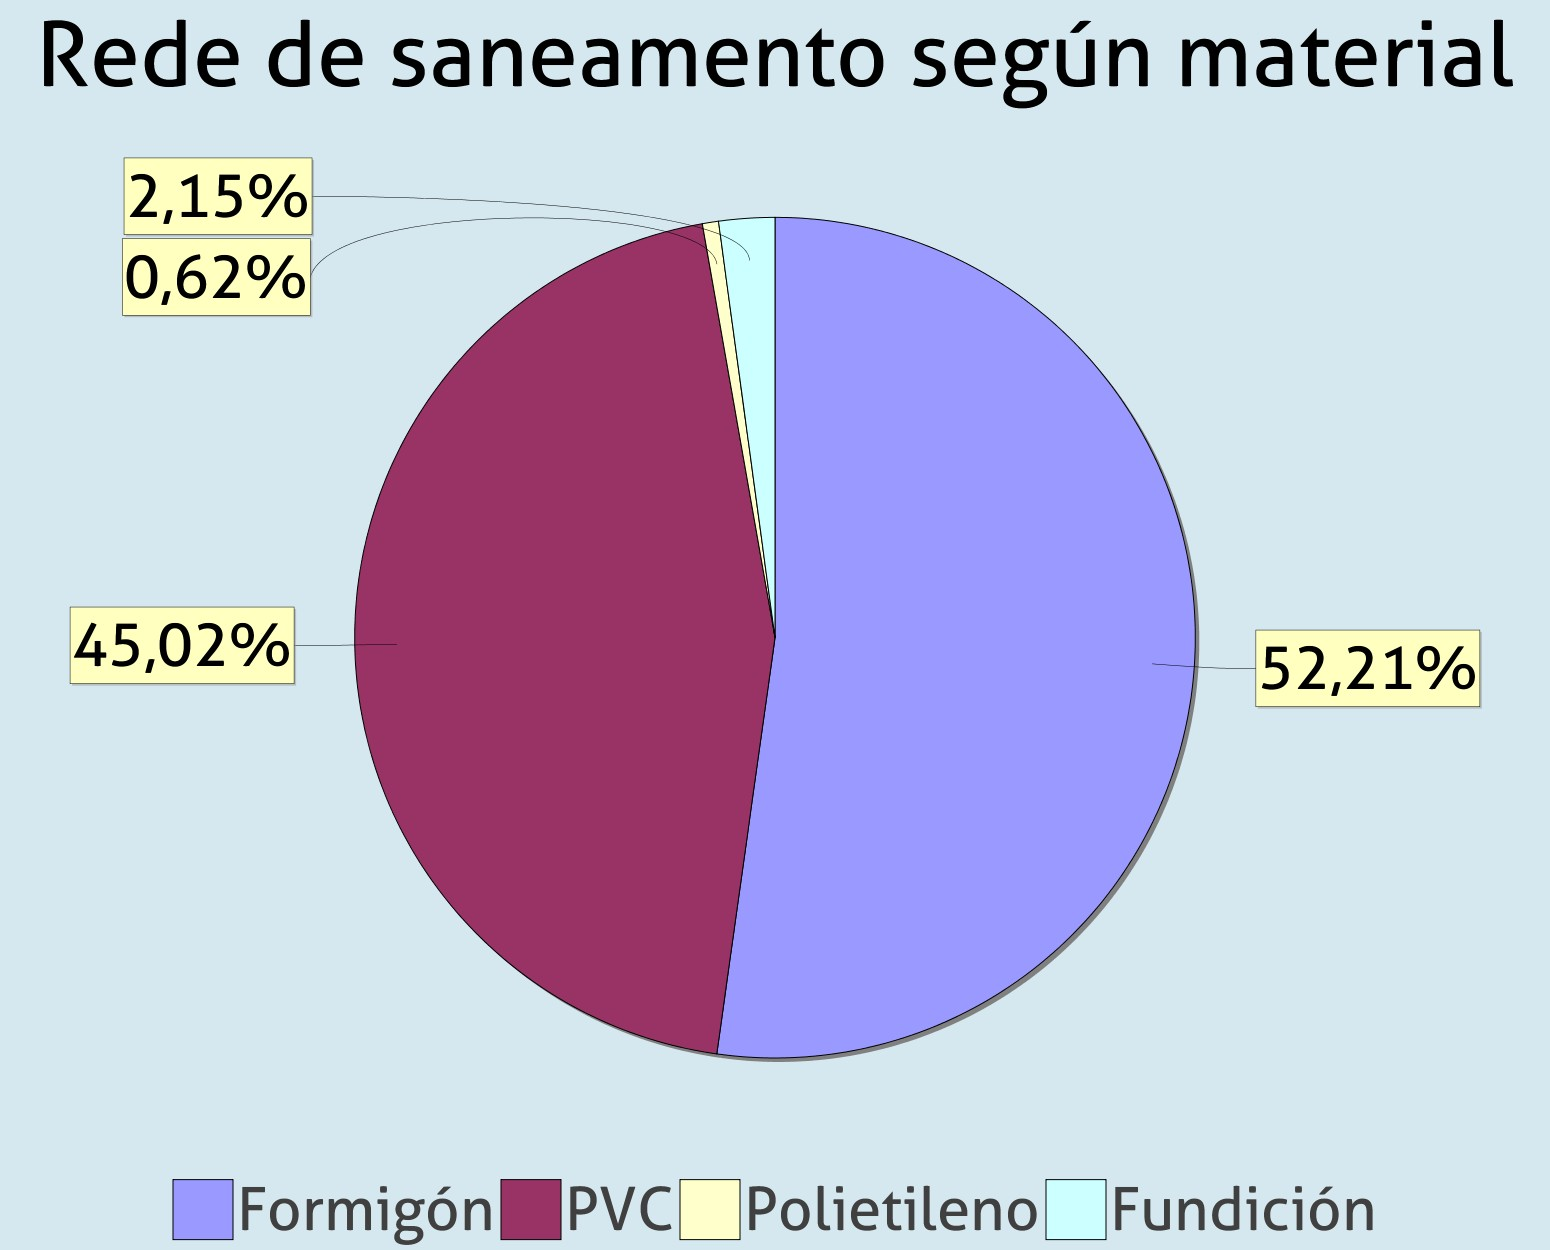 Rede de saneamento según material
2,15%
0,62%
45,02%
52,21%
Formigón PVC Polietileno Fundición